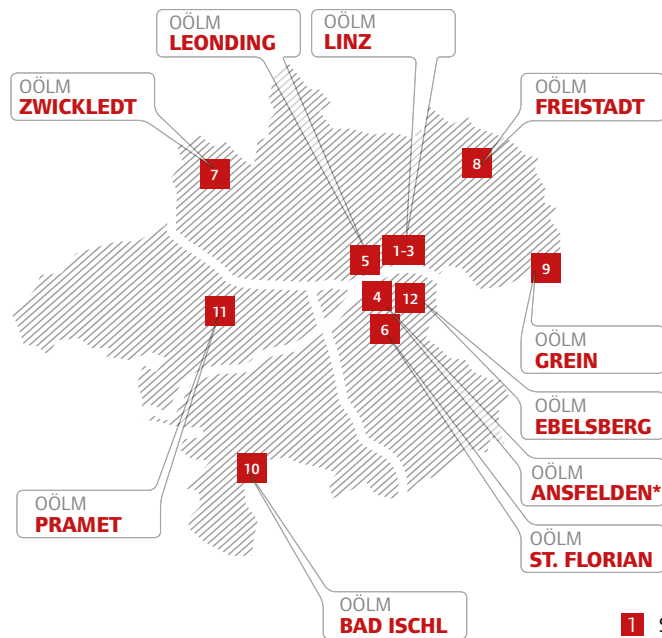 OÖLM
LEONDING
OÖLM
LINZ
OÖLM
ZWICKLEDT
OÖLM
FREISTADT
7
8
5
1-3
9
4
12
11
6
OÖLM
GREIN
OÖLM
EBELSBERG
10
OÖLM
ANSFELDEN*
OÖLM
PRAMET
OÖLM
ST. FLORIAN
OÖLM
BAD ISCHL
1